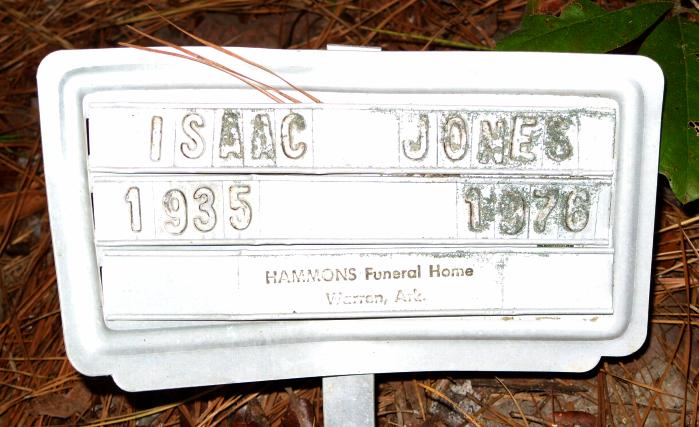 ISAAC JONES
1935 1976
HAMMONS Funeral Home
Warren, Ark.